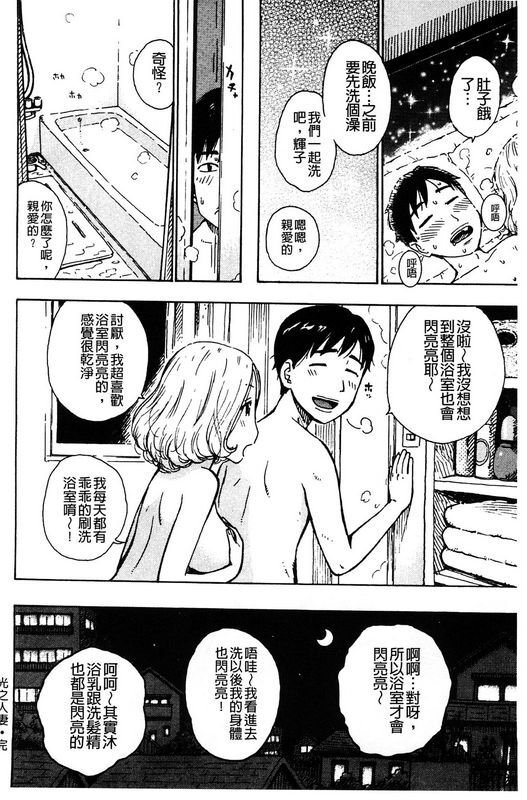 肚子餓
了…
呼唔
呼唔
晚飯…之前
要先洗個澡
我們一起洗
吧,輝子
嗯嗯,
親愛的
奇怪?
ホカ
ホカ
你怎麼了呢,
親愛的?
沒啦~我沒想想
到整個浴室也會
閃亮亮耶~
討厭,我超喜歡
浴室閃亮亮的,
感覺很乾淨
我每天都有
乖乖的刷洗
浴室唷~!
啊啊…對呀,
所以浴室才會
閃亮亮~
唔哇~我看進去
洗以後我的身體
也閃亮亮!
呵呵~其實沐
浴乳跟洗髮精
也都是閃亮的
光之人妻・完